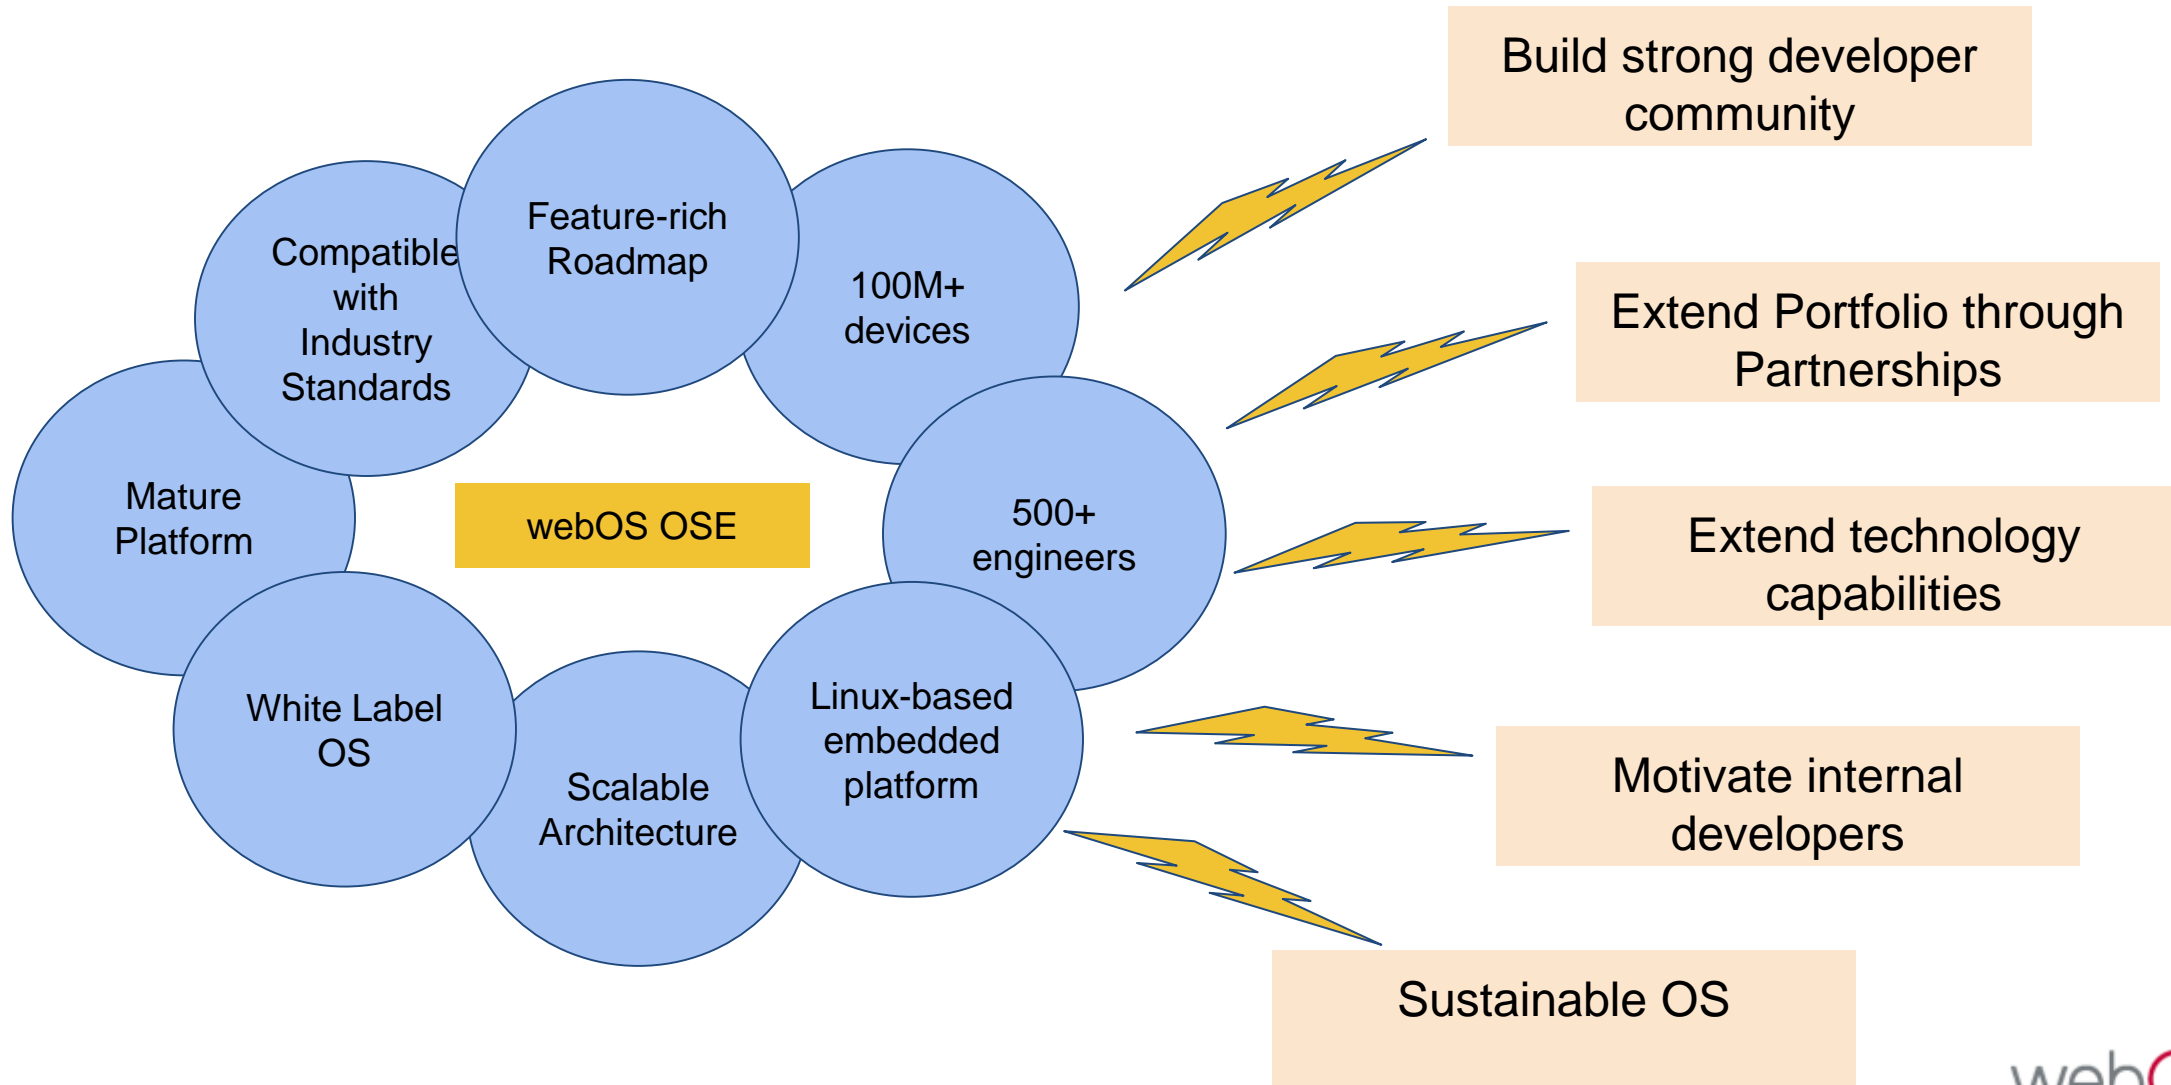 Build strong developer
community
Feature-rich
Roadmap
Compatible
with
Industry
Standards
100M+
devices
Extend Portfolio through
Partnerships
Mature
Platform
webOS OSE
500+
engineers
Extend technology
capabilities
White Label
OS
Scalable
Architecture
Linux-based
embedded
platform
Motivate internal
developers
Sustainable OS
web